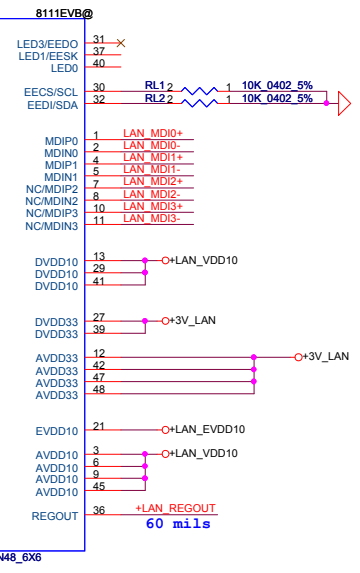 8111EVB@
LED3/EEDO 31
LED1/EESK 37
LED0 40
EECS/SCL 30 RL1 2 1 10K_0402_5%
EEDI/SDA 32 RL2 2 1 10K_0402_5%
MDIP0 1 LAN_MDI0+
MDIN0 2 LAN_MDI0-
MDIP1 4 LAN_MDI1+
MDIN1 5 LAN_MDI1-
NC/MDIP2 7 LAN_MDI2+
NC/MDIN2 8 LAN_MDI2-
NC/MDIP3 10 LAN_MDI3+
NC/MDIN3 11 LAN_MDI3-
DVDD10 13 +LAN_VDD10
DVDD10 29
DVDD10 41
DVDD33 27 +3V_LAN
DVDD33 39
AVDD33 12 +3V_LAN
AVDD33 42
AVDD33 47
AVDD33 48
EVDD10 21 +LAN_EVDD10
AVDD10 3 +LAN_VDD10
AVDD10 6
AVDD10 9
AVDD10 45
REGOUT 36 +LAN_REGOUT
60 mils
N48_6X6